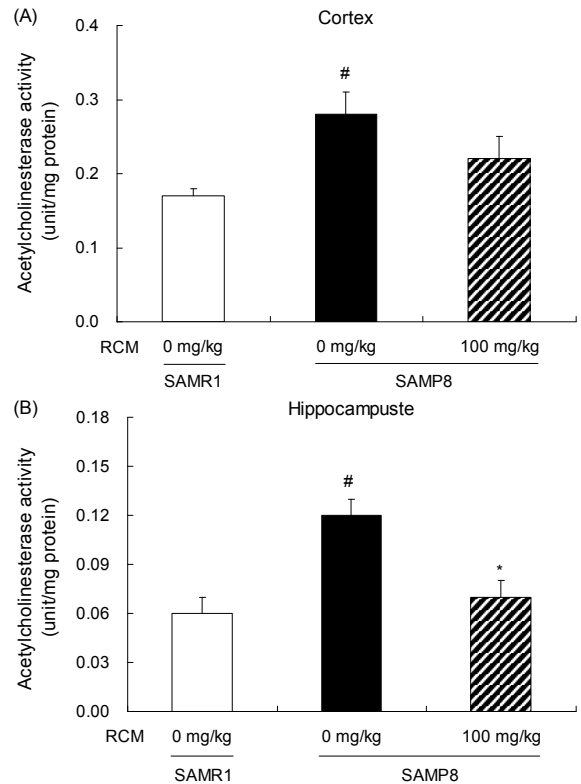 (A)
Cortex
Acetylcholinesterase activity
(unit/mg protein)
0.4
0.3
0.2
0.1
0.0
#
RCM 0 mg/kg 0 mg/kg 100 mg/kg
SAMR1 SAMP8
(B)
Hippocampuste
Acetylcholinesterase activity
(unit/mg protein)
0.18
0.15
0.12
0.09
0.06
0.03
0.00
#
*
RCM 0 mg/kg 0 mg/kg 100 mg/kg
SAMR1 SAMP8